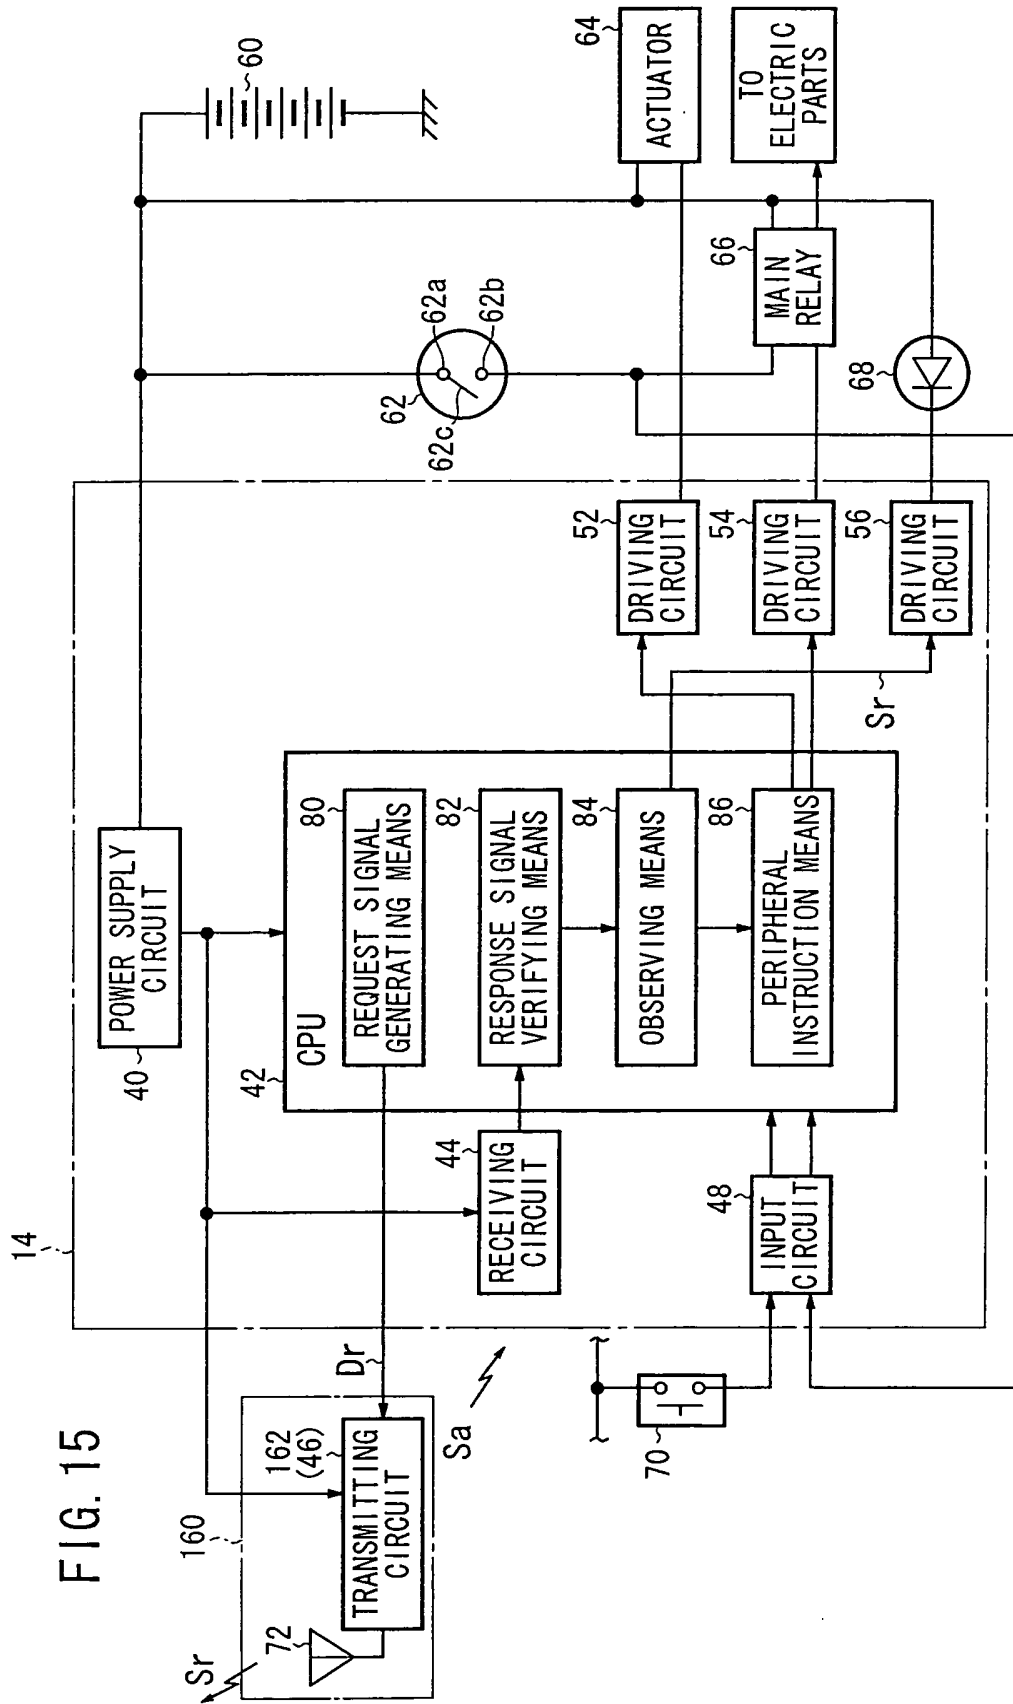 FIG. 15
14
160
Sr
72
162
(46)
TRANSMITTING
CIRCUIT
Dr
Sa
40
POWER SUPPLY
CIRCUIT
42
CPU
80
REQUEST SIGNAL
GENERATING MEANS
44
RECEIVING
CIRCUIT
82
RESPONSE SIGNAL
VERIFYING MEANS
84
OBSERVING MEANS
86
PERIPHERAL
INSTRUCTION MEANS
48
INPUT
CIRCUIT
70
52
DRIVING
CIRCUIT
54
DRIVING
CIRCUIT
56
DRIVING
CIRCUIT
Sr
60
62
62a
62b
62c
64
ACTUATOR
66
MAIN
RELAY
TO
ELECTRIC
PARTS
68